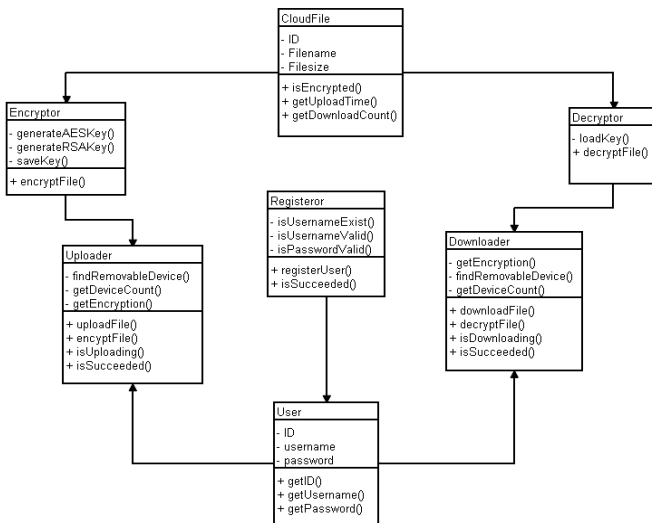 CloudFile
- ID
- Filename
- Filesize
+ isEncrypted()
+ getUploadTime()
+ getDownloadCount()
Encryptor
- generateAESKey()
- generateRSAKey()
- saveKey()
+ encryptFile()
Decryptor
- loadKey()
+ decryptFile()
Registeror
- isUsernameExist()
- isUsernameValid()
- isPasswordValid()
+ registerUser()
+ isSucceeded()
Uploader
- findRemovableDevice()
- getDeviceCount()
- getEncryption()
+ uploadFile()
+ encyptFile()
+ isUploading()
+ isSucceeded()
Downloader
- getEncryption()
- findRemovableDevice()
- getDeviceCount()
+ downloadFile()
+ decryptFile()
+ isDownloading()
+ isSucceeded()
User
- ID
- username
- password
+ getID()
+ getUsername()
+ getPassword()